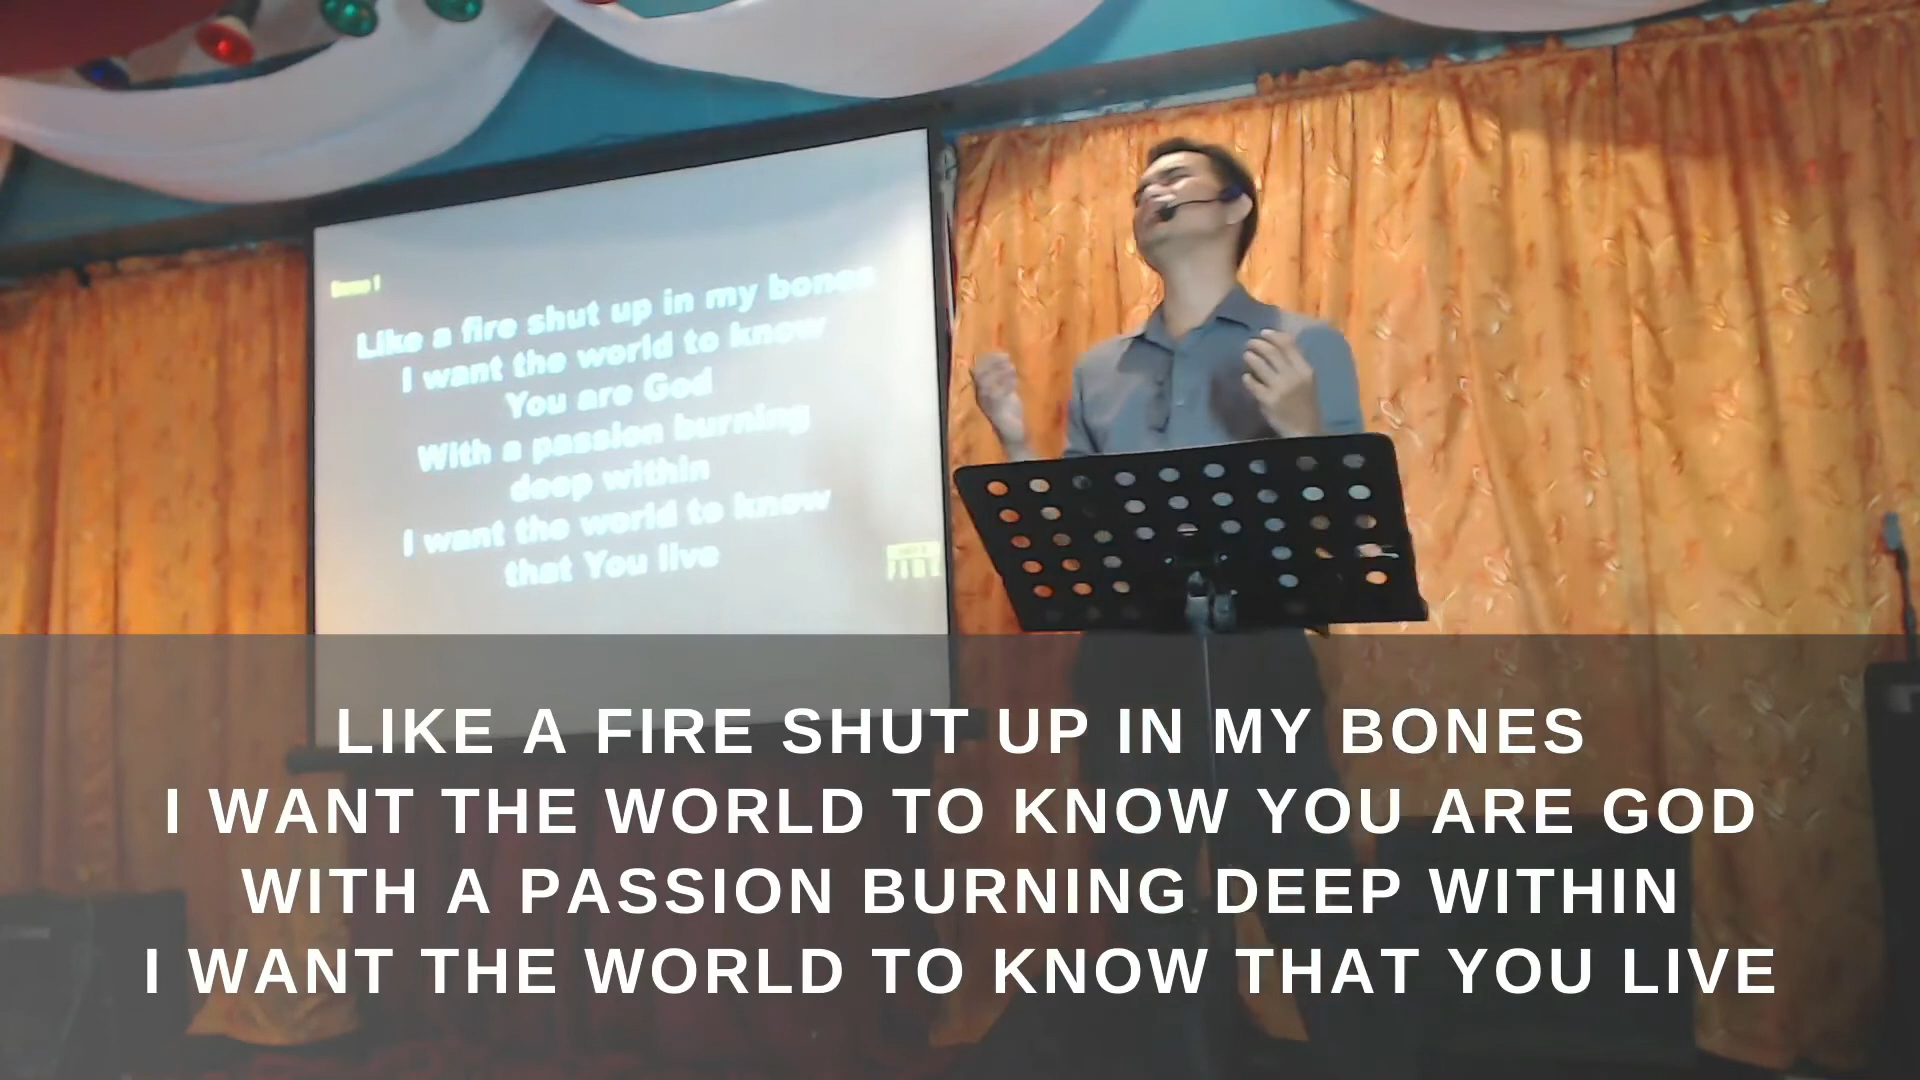 Like a fire shut up in my bones
I want the world to know
You are God
With a passion burning
deep within
I want the world to know
that You live
FIRE
LIKE A FIRE SHUT UP IN MY BONES
I WANT THE WORLD TO KNOW YOU ARE GOD
WITH A PASSION BURNING DEEP WITHIN
I WANT THE WORLD TO KNOW THAT YOU LIVE